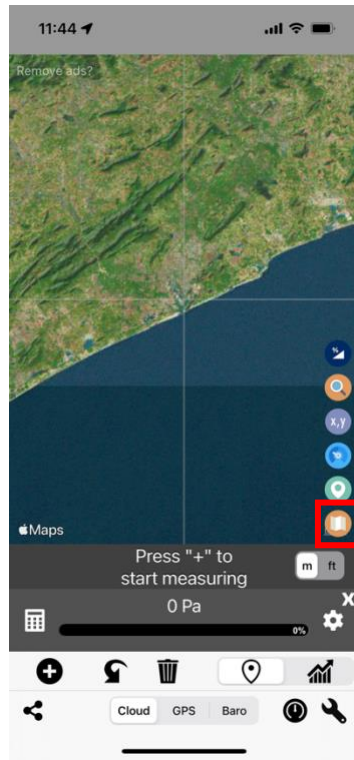 11:44
Remove ads?
%
x,y
Maps
Press "+" to
start measuring
m ft
0 Pa
X
0%
Cloud GPS Baro